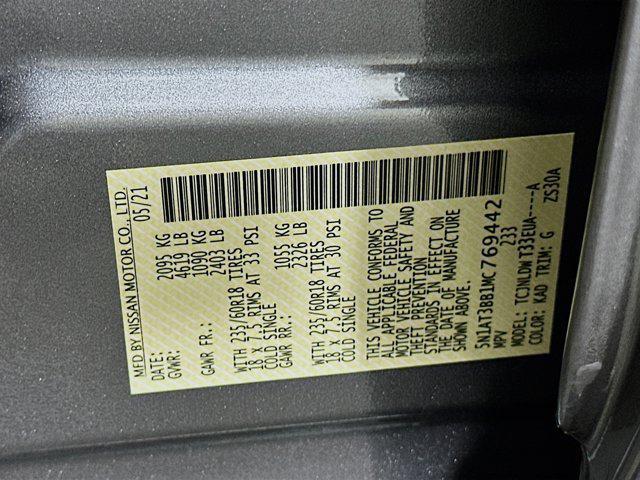 MFD BY NISSAN MOTOR CO., LTD.
DATE: 05/21
GVWR: 2095 KG
4619 LB
GAWR FR.: 1090 KG
2403 LB
WITH 235/60R18 TIRES
18 X 7.5 RIMS AT 33 PSI
COLD SINGLE
GAWR RR.: 1055 KG
2326 LB
WITH 235/60R18 TIRES
18 X 7.5 RIMS AT 30 PSI
COLD SINGLE
THIS VEHICLE CONFORMS TO
ALL APPLICABLE FEDERAL
MOTOR VEHICLE SAFETY AND
THEFT PREVENTION
STANDARDS IN EFFECT ON
THE DATE OF MANUFACTURE
SHOWN ABOVE.
5N1AT3BB1MC769442
MPV 233
MODEL: TCJNLDWT33EUA----A
COLOR: KAD TRIM: G ZS30A